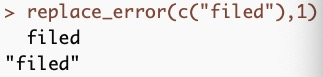 > replace_error(c("filed"),1)
  filed
"filed"